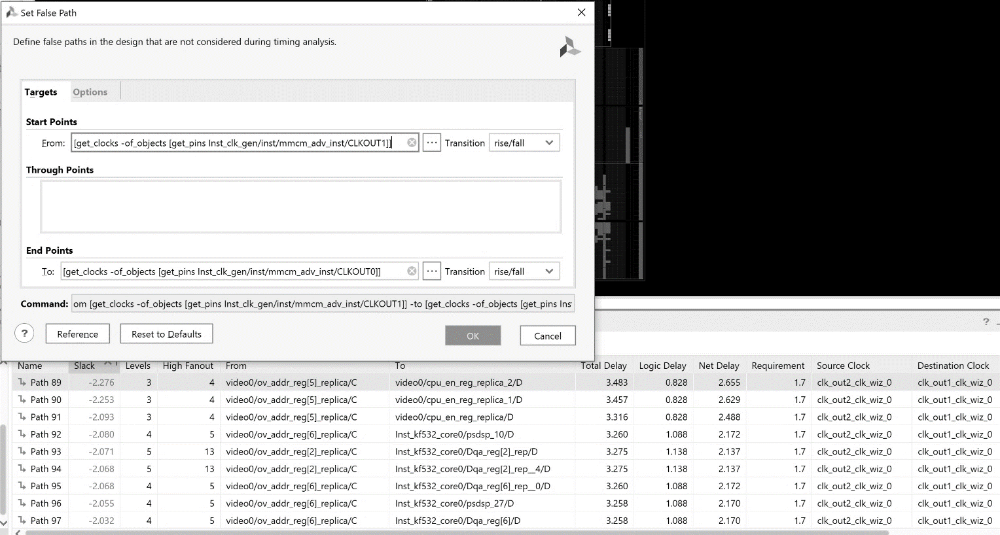 Set False Path
Define false paths in the design that are not considered during timing analysis.
Targets Options
Start Points
From: [get_clocks -of_objects [get_pins Inst_clk_gen/inst/mmcm_adv_inst/CLKOUT1]] ... Transition rise/fall
Through Points
End Points
To: [get_clocks -of_objects [get_pins Inst_clk_gen/inst/mmcm_adv_inst/CLKOUT0]] ... Transition rise/fall
Command: om [get_clocks -of_objects [get_pins Inst_clk_gen/inst/mmcm_adv_inst/CLKOUT1]] -to [get_clocks -of_objects [get_pins Ins
? Reference Reset to Defaults OK Cancel
?
Name Slack 1 Levels High Fanout From To Total Delay Logic Delay Net Delay Requirement Source Clock Destination Clock
Path 89 -2.276 3 4 video0/ov_addr_reg[5]_replica/C video0/cpu_en_reg_replica_2/D 3.483 0.828 2.655 1.7 clk_out2_clk_wiz_0 clk_out1_clk_wiz_0
Path 90 -2.253 3 4 video0/ov_addr_reg[5]_replica/C video0/cpu_en_reg_replica_1/D 3.457 0.828 2.629 1.7 clk_out2_clk_wiz_0 clk_out1_clk_wiz_0
Path 91 -2.093 3 4 video0/ov_addr_reg[5]_replica/C video0/cpu_en_reg_replica/D 3.316 0.828 2.488 1.7 clk_out2_clk_wiz_0 clk_out1_clk_wiz_0
Path 92 -2.080 4 5 video0/ov_addr_reg[6]_replica/C Inst_kf532_core0/psdsp_10/D 3.260 1.088 2.172 1.7 clk_out2_clk_wiz_0 clk_out1_clk_wiz_0
Path 93 -2.071 5 13 video0/ov_addr_reg[2]_replica/C Inst_kf532_core0/Dqa_reg[2]_rep/D 3.275 1.138 2.137 1.7 clk_out2_clk_wiz_0 clk_out1_clk_wiz_0
Path 94 -2.068 5 13 video0/ov_addr_reg[2]_replica/C Inst_kf532_core0/Dqa_reg[2]_rep__4/D 3.275 1.138 2.137 1.7 clk_out2_clk_wiz_0 clk_out1_clk_wiz_0
Path 95 -2.068 4 5 video0/ov_addr_reg[6]_replica/C Inst_kf532_core0/Dqa_reg[6]_rep__0/D 3.260 1.088 2.172 1.7 clk_out2_clk_wiz_0 clk_out1_clk_wiz_0
Path 96 -2.055 4 5 video0/ov_addr_reg[6]_replica/C Inst_kf532_core0/psdsp_27/D 3.258 1.088 2.170 1.7 clk_out2_clk_wiz_0 clk_out1_clk_wiz_0
Path 97 -2.032 4 5 video0/ov_addr_reg[6]_replica/C Inst_kf532_core0/Dqa_reg[6]/D 3.258 1.088 2.170 1.7 clk_out2_clk_wiz_0 clk_out1_clk_wiz_0